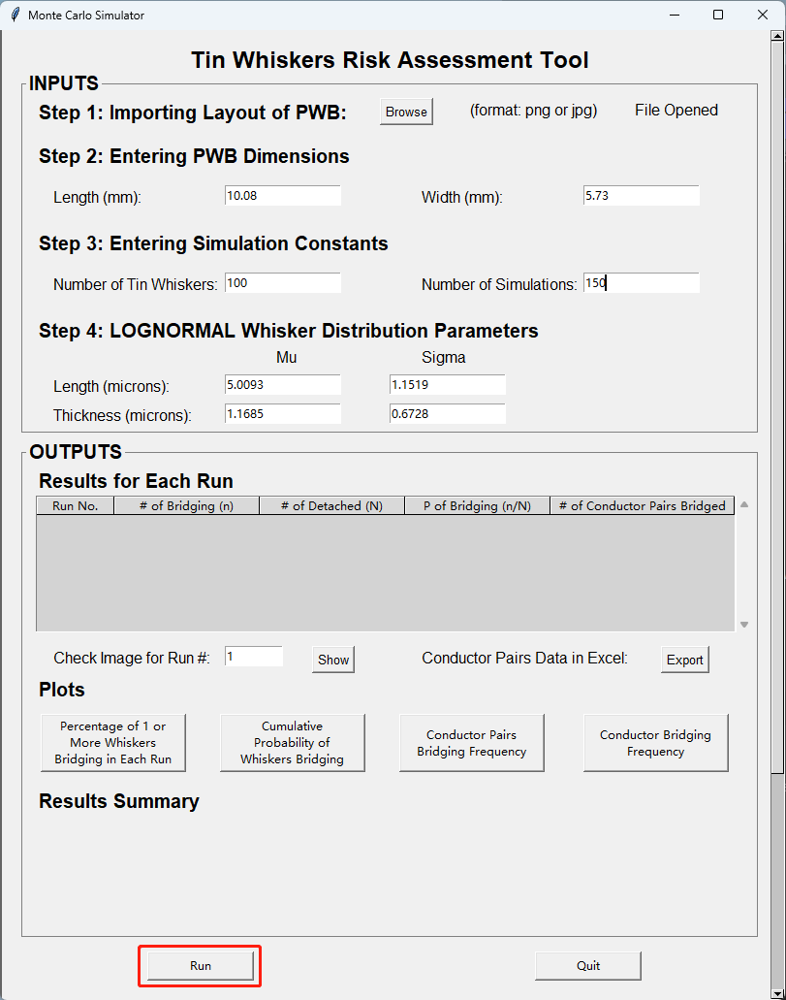 Monte Carlo Simulator
Tin Whiskers Risk Assessment Tool
INPUTS
Step 1: Importing Layout of PWB: Browse (format: png or jpg) File Opened
Step 2: Entering PWB Dimensions
Length (mm): 10.08 Width (mm): 5.73
Step 3: Entering Simulation Constants
Number of Tin Whiskers: 100 Number of Simulations: 150
Step 4: LOGNORMAL Whisker Distribution Parameters
Mu Sigma
Length (microns): 5.0093 1.1519
Thickness (microns): 1.1685 0.6728
OUTPUTS
Results for Each Run
Run No. # of Bridging (n) # of Detached (N) P of Bridging (n/N) # of Conductor Pairs Bridged
Check Image for Run #: 1 Show Conductor Pairs Data in Excel: Export
Plots
Percentage of 1 or
More Whiskers
Bridging in Each Run
Cumulative
Probability of
Whiskers Bridging
Conductor Pairs
Bridging Frequency
Conductor Bridging
Frequency
Results Summary
Run Quit